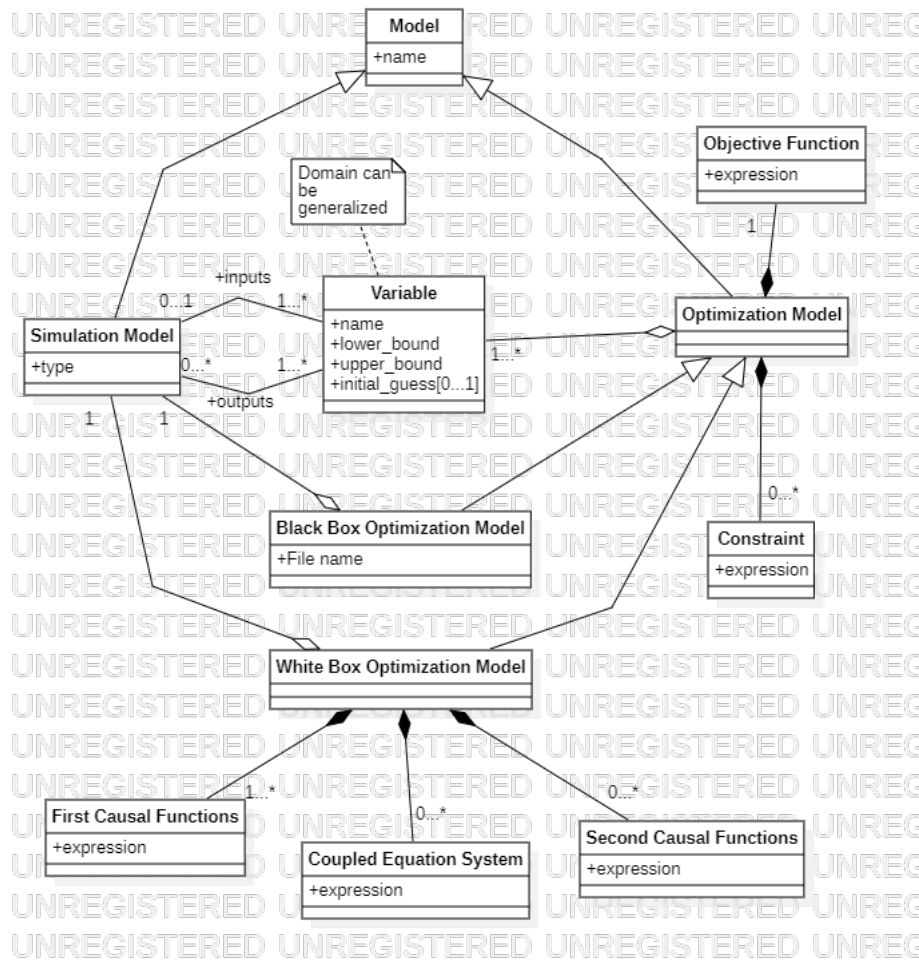 Model
+name
Objective Function
+expression
Domain can
be
generalized
1
+inputs
0...1
1...*
Variable
+name
+lower_bound
+upper_bound
+initial_guess[0...1]
Optimization Model
Simulation Model
+type
0...*
1...*
1...*
+outputs
1
1
0...*
Black Box Optimization Model
+File name
Constraint
+expression
White Box Optimization Model
1...*
0...*
0...*
First Causal Functions
+expression
Coupled Equation System
+expression
Second Causal Functions
+expression
UNREGISTERED